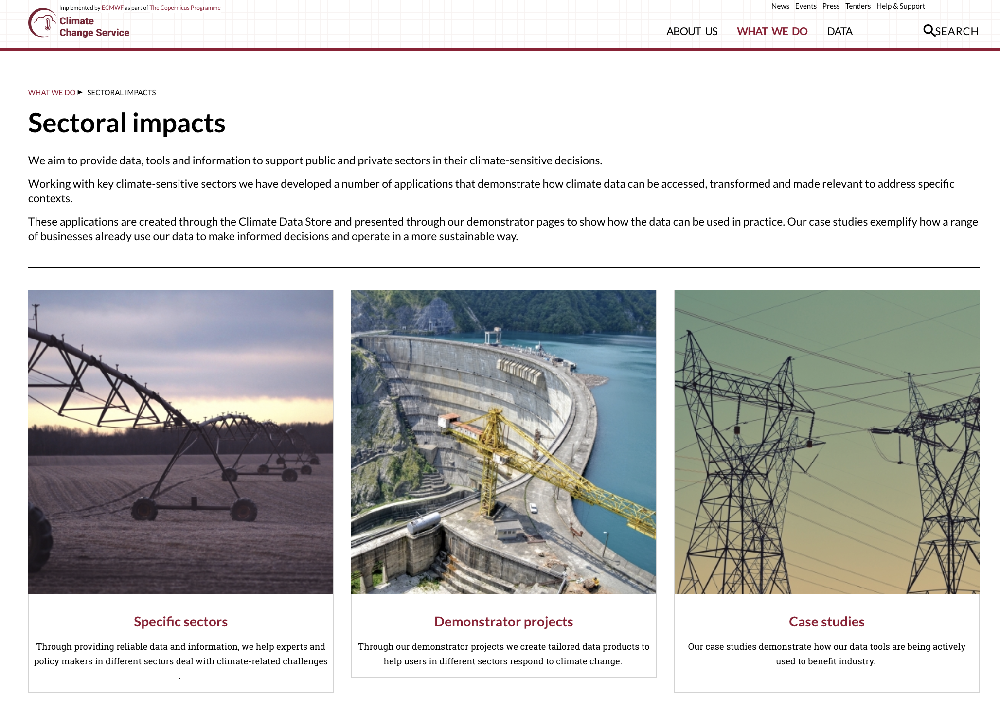 Implemented by ECMWF as part of The Copernicus Programme
Climate
Change Service
News Events Press Tenders Help & Support
ABOUT US WHAT WE DO DATA SEARCH
WHAT WE DO ► SECTORAL IMPACTS
Sectoral impacts
We aim to provide data, tools and information to support public and private sectors in their climate-sensitive decisions.
Working with key climate-sensitive sectors we have developed a number of applications that demonstrate how climate data can be accessed, transformed and made relevant to address specific
contexts.
These applications are created through the Climate Data Store and presented through our demonstrator pages to show how the data can be used in practice. Our case studies exemplify how a range
of businesses already use our data to make informed decisions and operate in a more sustainable way.
Specific sectors
Through providing reliable data and information, we help experts and
policy makers in different sectors deal with climate-related challenges
.
Demonstrator projects
Through our demonstrator projects we create tailored data products to
help users in different sectors respond to climate change.
Case studies
Our case studies demonstrate how our data tools are being actively
used to benefit industry.